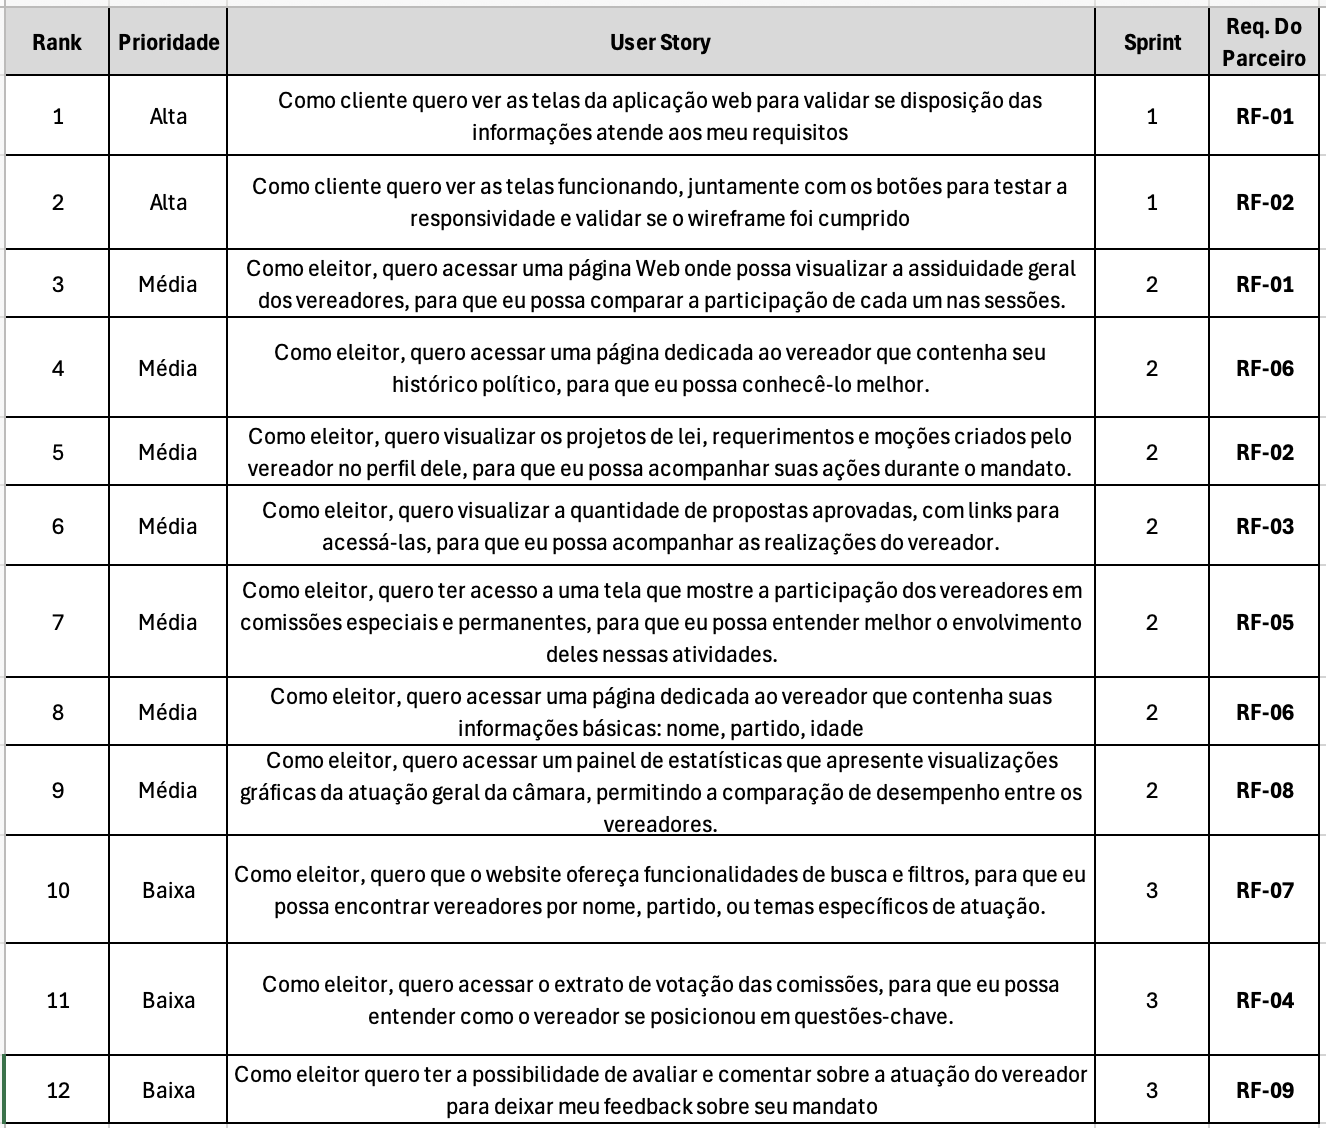 Rank Prioridade User Story Sprint Req. Do
Parceiro
1 Alta Como cliente quero ver as telas da aplicação web para validar se disposição das
informações atende aos meu requisitos 1 RF-01
2 Alta Como cliente quero ver as telas funcionando, juntamente com os botões para testar a
responsividade e validar se o wireframe foi cumprido 1 RF-02
3 Média Como eleitor, quero acessar uma página Web onde possa visualizar a assiduidade geral
dos vereadores, para que eu possa comparar a participação de cada um nas sessões. 2 RF-01
4 Média Como eleitor, quero acessar uma página dedicada ao vereador que contenha seu
histórico político, para que eu possa conhecê-lo melhor. 2 RF-06
5 Média Como eleitor, quero visualizar os projetos de lei, requerimentos e moções criados pelo
vereador no perfil dele, para que eu possa acompanhar suas ações durante o mandato. 2 RF-02
6 Média Como eleitor, quero visualizar a quantidade de propostas aprovadas, com links para
acessá-las, para que eu possa acompanhar as realizações do vereador. 2 RF-03
7 Média Como eleitor, quero ter acesso a uma tela que mostre a participação dos vereadores em
comissões especiais e permanentes, para que eu possa entender melhor o envolvimento
deles nessas atividades. 2 RF-05
8 Média Como eleitor, quero acessar uma página dedicada ao vereador que contenha suas
informações básicas: nome, partido, idade 2 RF-06
9 Média Como eleitor, quero acessar um painel de estatísticas que apresente visualizações
gráficas da atuação geral da câmara, permitindo a comparação de desempenho entre os
vereadores. 2 RF-08
10 Baixa Como eleitor, quero que o website ofereça funcionalidades de busca e filtros, para que eu
possa encontrar vereadores por nome, partido, ou temas específicos de atuação. 3 RF-07
11 Baixa Como eleitor, quero acessar o extrato de votação das comissões, para que eu possa
entender como o vereador se posicionou em questões-chave. 3 RF-04
12 Baixa Como eleitor quero ter a possibilidade de avaliar e comentar sobre a atuação do vereador
para deixar meu feedback sobre seu mandato 3 RF-09